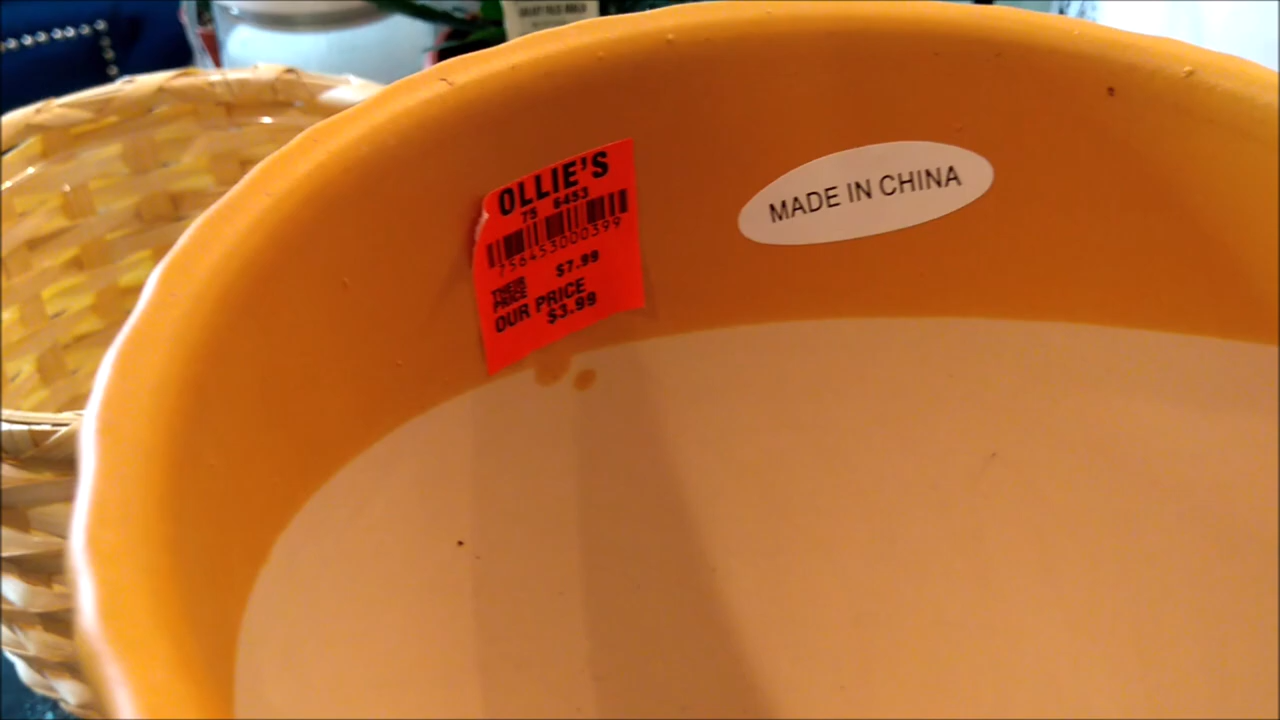 OLLIE'S
75 6453
756453000399
THEIR PRICE $7.99
OUR PRICE
$3.99
MADE IN CHINA